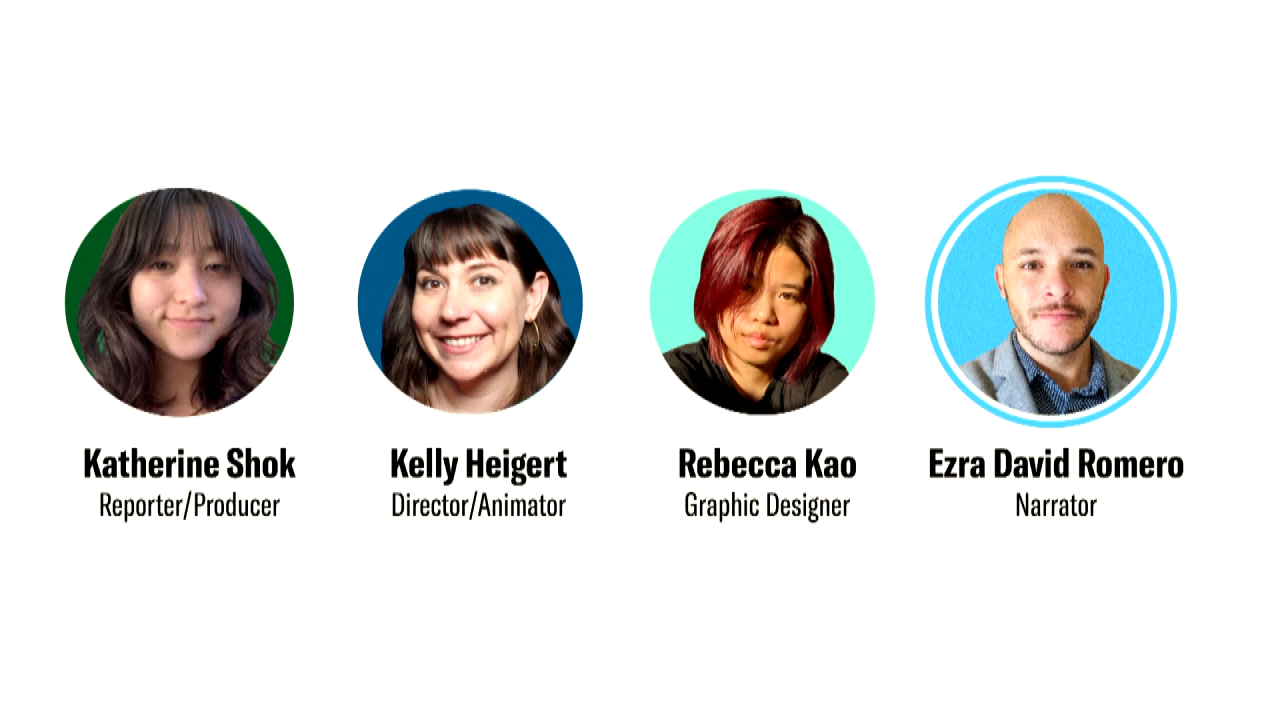 Katherine Shok
Reporter/Producer
Kelly Heigert
Director/Animator
Rebecca Kao
Graphic Designer
Ezra David Romero
Narrator